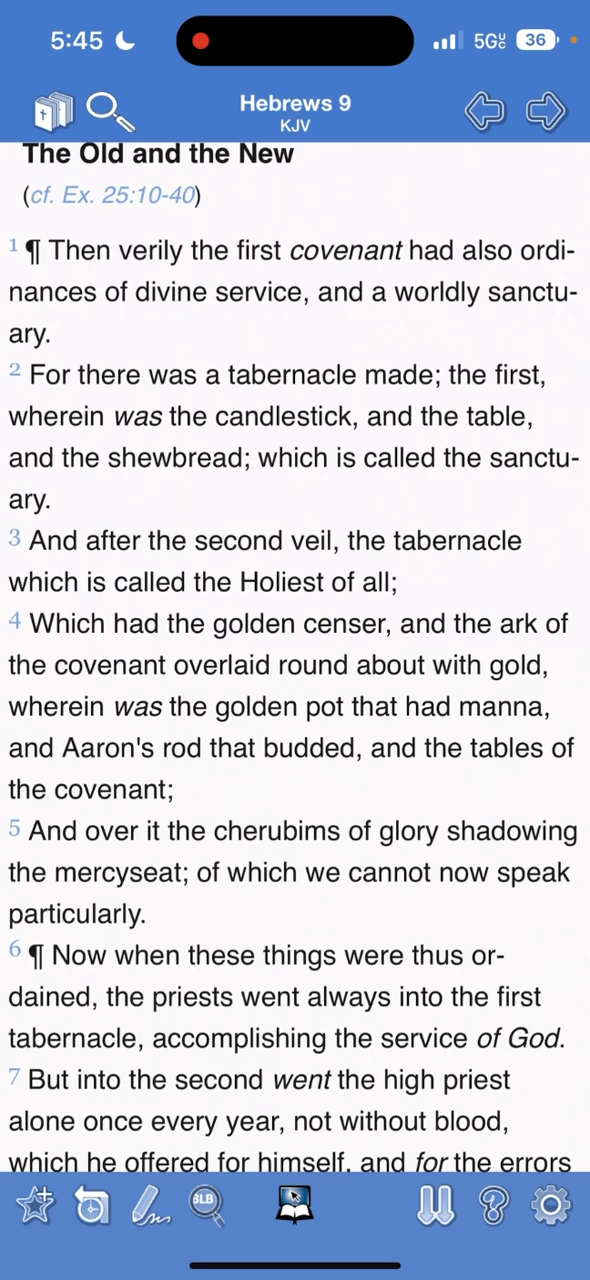 5:45
5G
36
Hebrews 9
KJV
The Old and the New
(cf. Ex. 25:10-40)
1 ¶ Then verily the first covenant had also ordi-
nances of divine service, and a worldly sanctu-
ary.
2 For there was a tabernacle made; the first,
wherein was the candlestick, and the table,
and the shewbread; which is called the sanctu-
ary.
3 And after the second veil, the tabernacle
which is called the Holiest of all;
4 Which had the golden censer, and the ark of
the covenant overlaid round about with gold,
wherein was the golden pot that had manna,
and Aaron's rod that budded, and the tables of
the covenant;
5 And over it the cherubims of glory shadowing
the mercyseat; of which we cannot now speak
particularly.
6 ¶ Now when these things were thus or-
dained, the priests went always into the first
tabernacle, accomplishing the service of God.
7 But into the second went the high priest
alone once every year, not without blood,
which he offered for himself, and for the errors
BLB